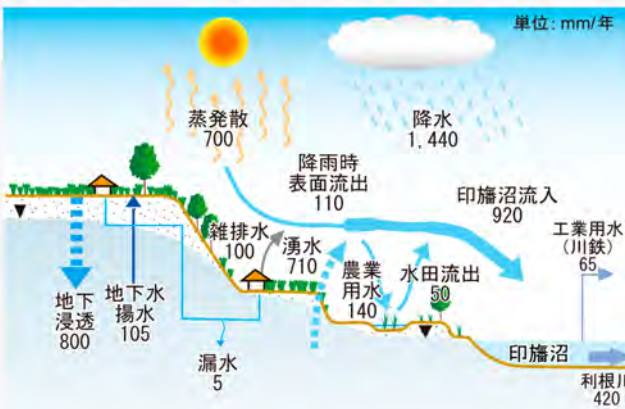 単位: mm/年
蒸発散
700
降水
1,440
降雨時
表面流出
110
印旛沼流入
920
工業用水
(川鉄)
65
雑排水
100
湧水
710
農業
用水
140
水田流出
50
地下
浸透
800
地下水
揚水
105
漏水
5
印旛沼
利根川
420